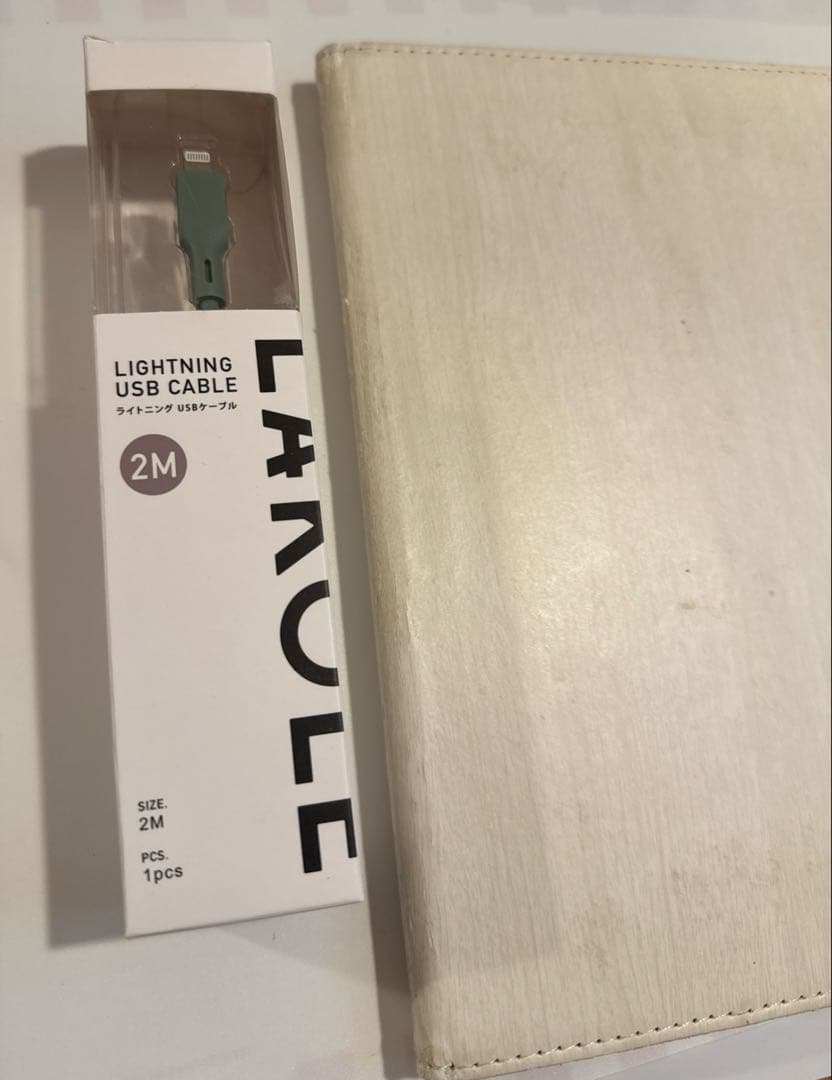 LIGHTNING
USB CABLE
ライトニング USBケーブル
2M
LAKOLE
SIZE.
2M
PCS.
1pcs